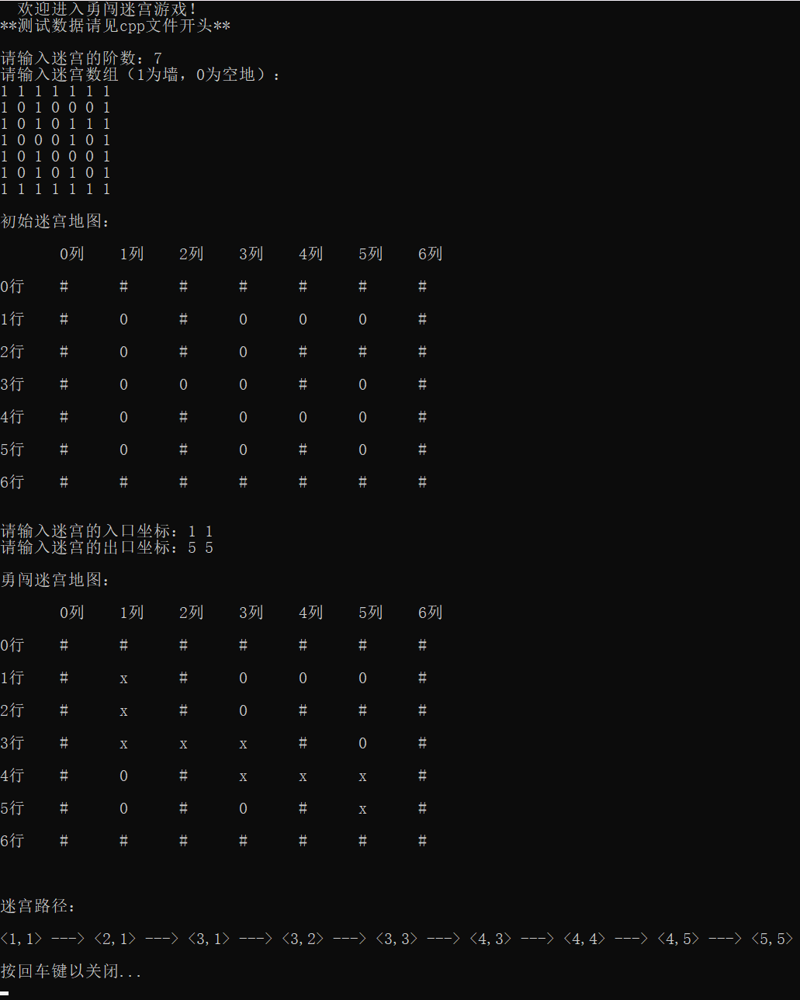 欢迎进入勇闯迷宫游戏!
**测试数据请见cpp文件开头**
请输入迷宫的阶数：7
请输入迷宫数组（1为墙，0为空地）：
1 1 1 1 1 1 1
1 0 1 0 0 0 1
1 0 1 0 1 1 1
1 0 0 0 1 0 1
1 0 1 0 0 0 1
1 0 1 0 1 0 1
1 1 1 1 1 1 1
初始迷宫地图：
0列 1列 2列 3列 4列 5列 6列
0行 # # # # # # #
1行 # 0 # 0 0 0 #
2行 # 0 # 0 # # #
3行 # 0 0 0 # 0 #
4行 # 0 # 0 0 0 #
5行 # 0 # 0 # 0 #
6行 # # # # # # #
请输入迷宫的入口坐标：1 1
请输入迷宫的出口坐标：5 5
勇闯迷宫地图：
0列 1列 2列 3列 4列 5列 6列
0行 # # # # # # #
1行 # x # 0 0 0 #
2行 # x # 0 # # #
3行 # x x x # 0 #
4行 # 0 # x x x #
5行 # 0 # 0 # x #
6行 # # # # # # #
迷宫路径：
<1,1> ---> <2,1> ---> <3,1> ---> <3,2> ---> <3,3> ---> <4,3> ---> <4,4> ---> <4,5> ---> <5,5>
按回车键以关闭...